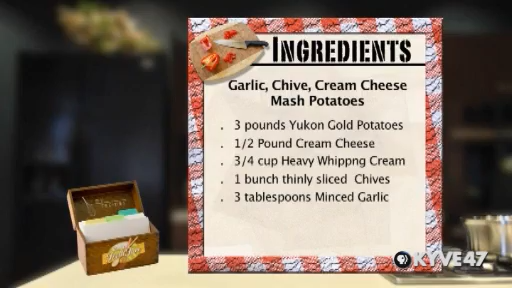 INGREDIENTS
Garlic, Chive, Cream Cheese
Mash Potatoes
. 3 pounds Yukon Gold Potatoes
. 1/2 Pound Cream Cheese
. 3/4 cup Heavy Whippng Cream
. 1 bunch thinly sliced Chives
. 3 tablespoons Minced Garlic
KYVE47